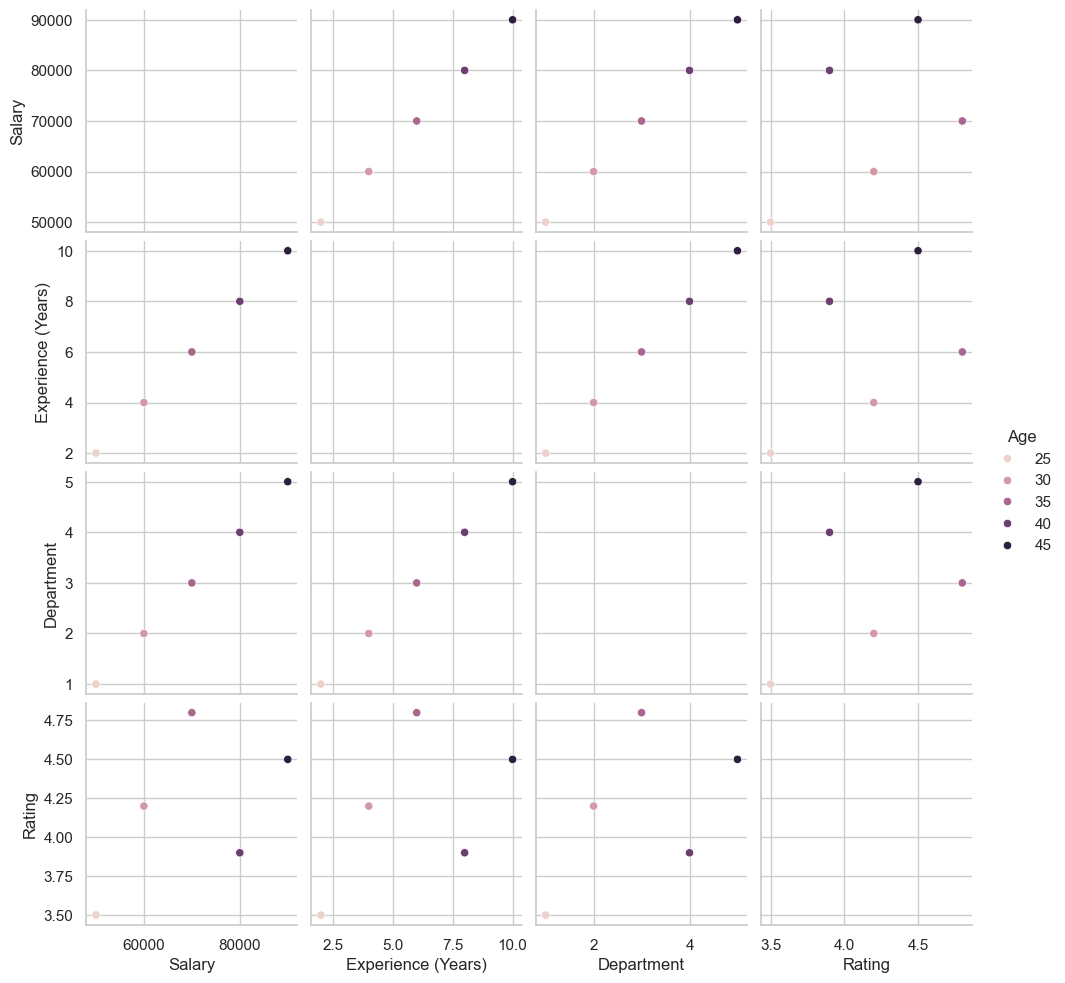 90000
80000
70000
60000
50000
Salary
10
8
6
4
2
Experience (Years)
5
4
3
2
1
Department
4.75
4.50
4.25
4.00
3.75
3.50
Rating
60000 80000
Salary
2.5 5.0 7.5 10.0
Experience (Years)
2 4
Department
3.5 4.0 4.5
Rating
Age
25
30
35
40
45